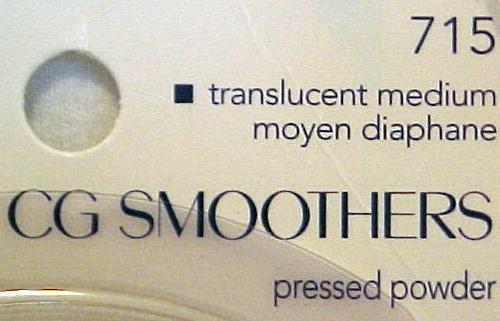 715
translucent medium
moyen diaphane
CG SMOOTHERS
pressed powder